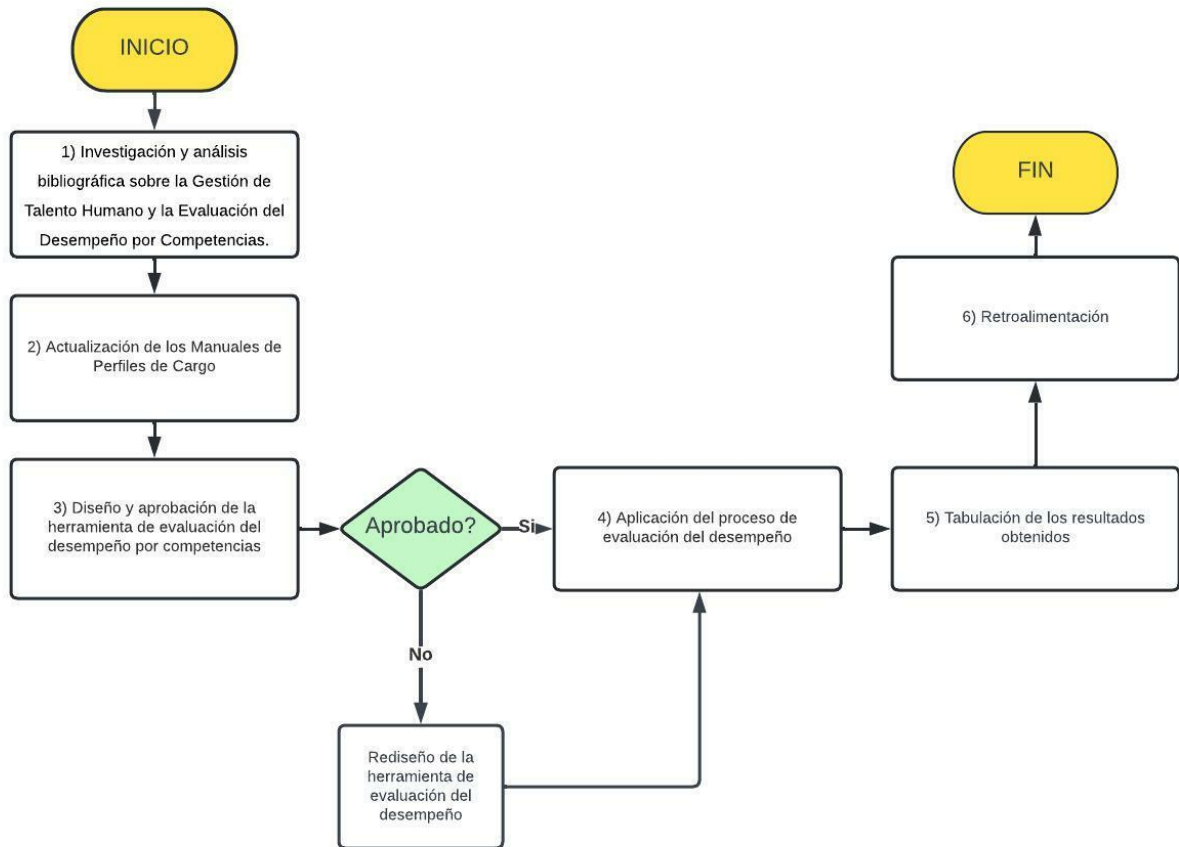 INICIO
1) Investigación y análisis
bibliográfica sobre la Gestión de
Talento Humano y la Evaluación del
Desempeño por Competencias.
2) Actualización de los Manuales de
Perfiles de Cargo
3) Diseño y aprobación de la
herramienta de evaluación del
desempeño por competencias
Aprobado?
Si
No
Rediseño de la
herramienta de
evaluación del
desempeño
4) Aplicación del proceso de
evaluación del desempeño
5) Tabulación de los resultados
obtenidos
6) Retroalimentación
FIN